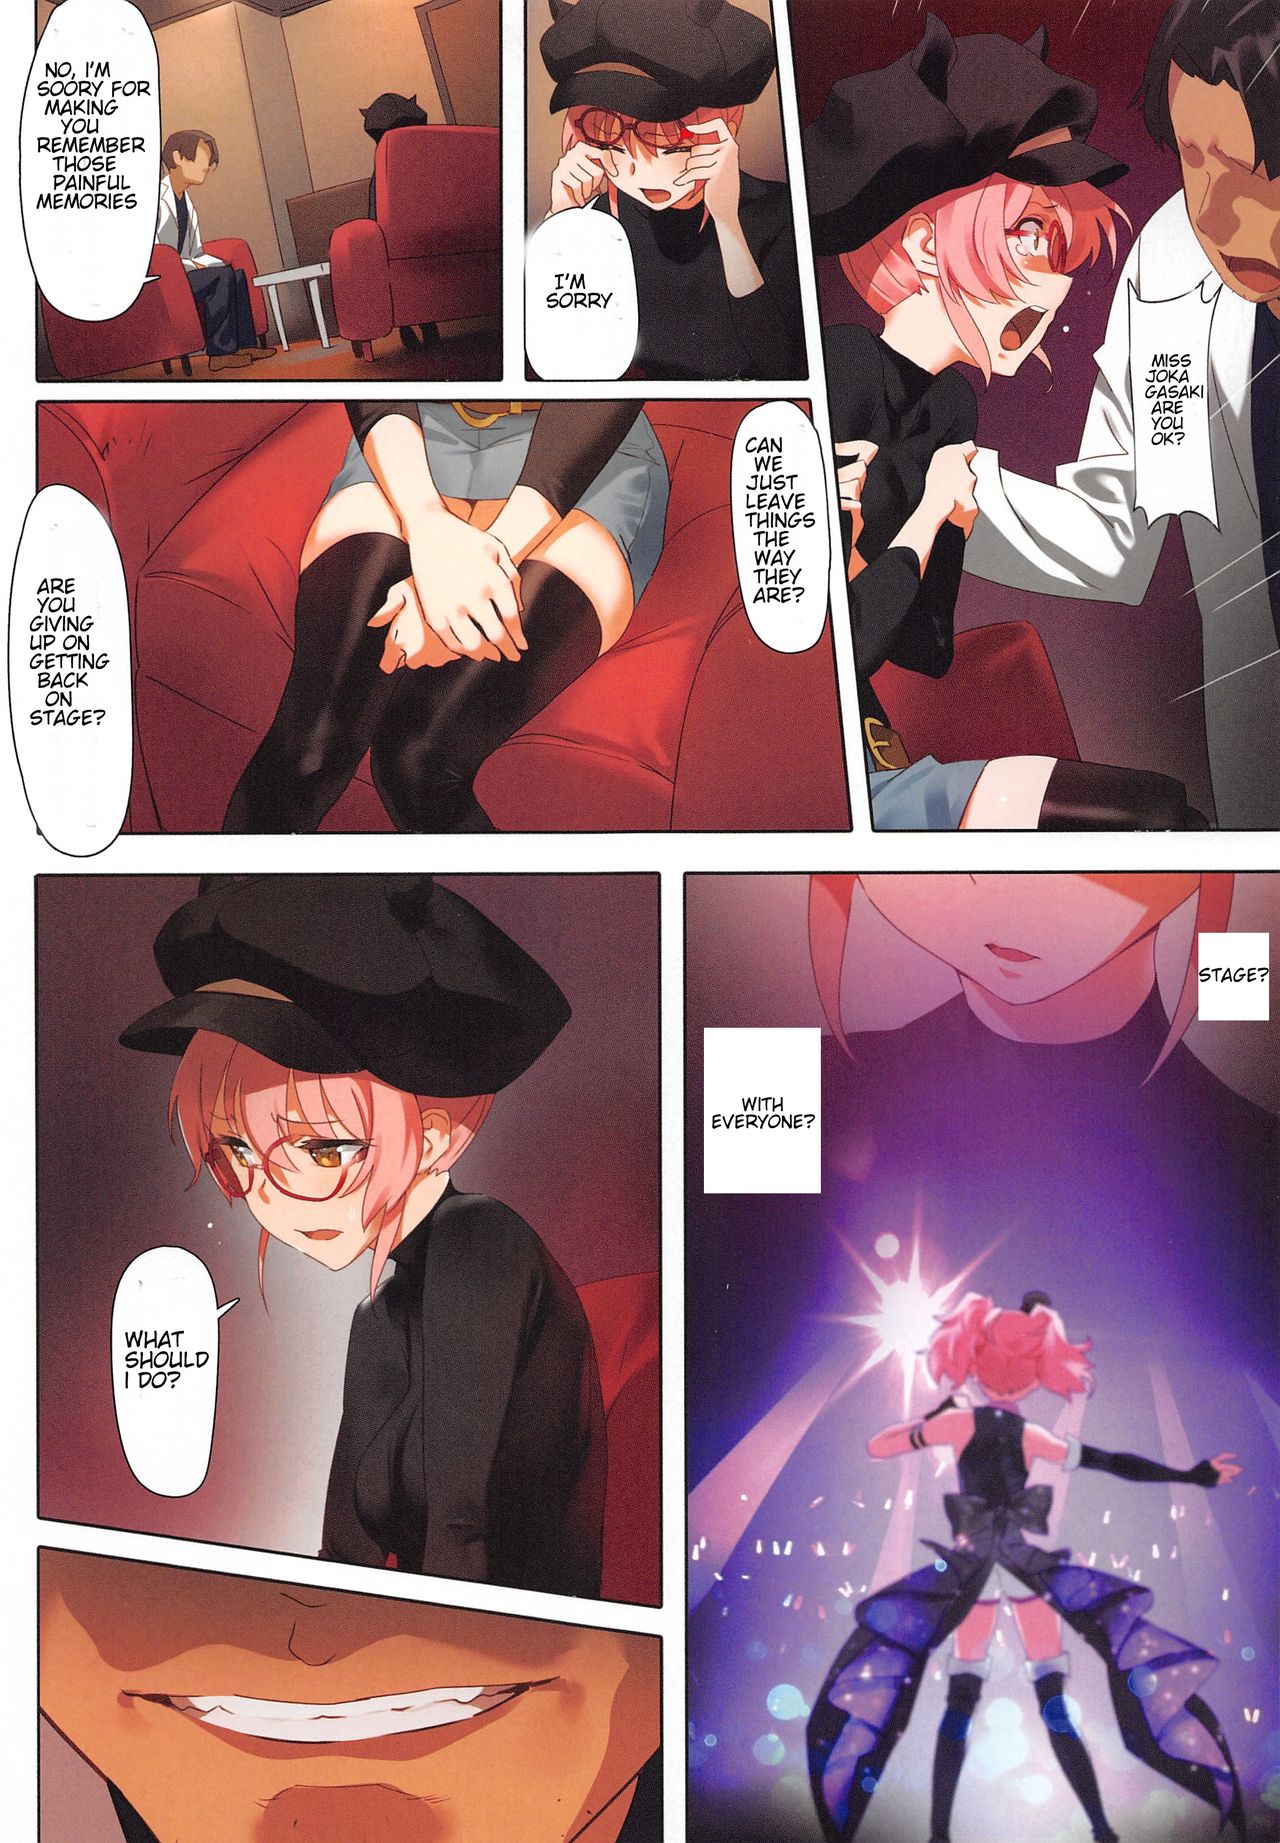 MISS
JOKA
GASAKI
ARE
YOU
OK?
I'M
SORRY
NO, I'M
SOORY FOR
MAKING
YOU
REMEMBER
THOSE
PAINFUL
MEMORIES
CAN
WE
JUST
LEAVE
THINGS
THE
WAY
THEY
ARE?
ARE
YOU
GIVING
UP ON
GETTING
BACK
ON
STAGE?
STAGE?
WITH
EVERYONE?
WHAT
SHOULD
I DO?